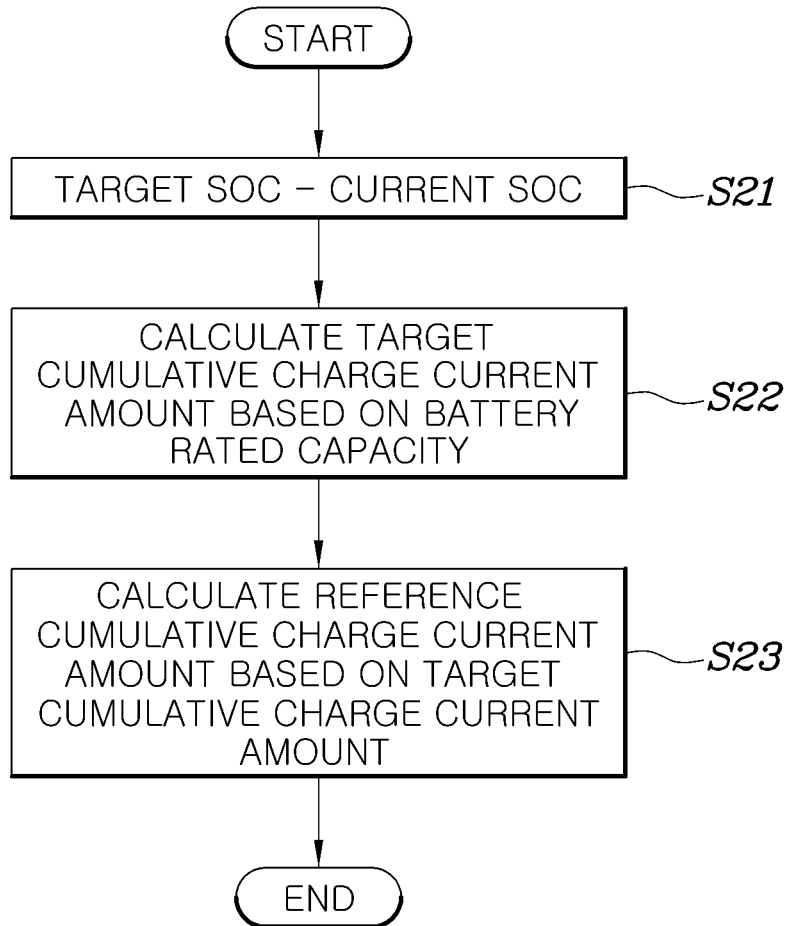 START
TARGET SOC - CURRENT SOC
S21
CALCULATE TARGET
CUMULATIVE CHARGE CURRENT
AMOUNT BASED ON BATTERY
RATED CAPACITY
S22
CALCULATE REFERENCE
CUMULATIVE CHARGE CURRENT
AMOUNT BASED ON TARGET
CUMULATIVE CHARGE CURRENT
AMOUNT
S23
END